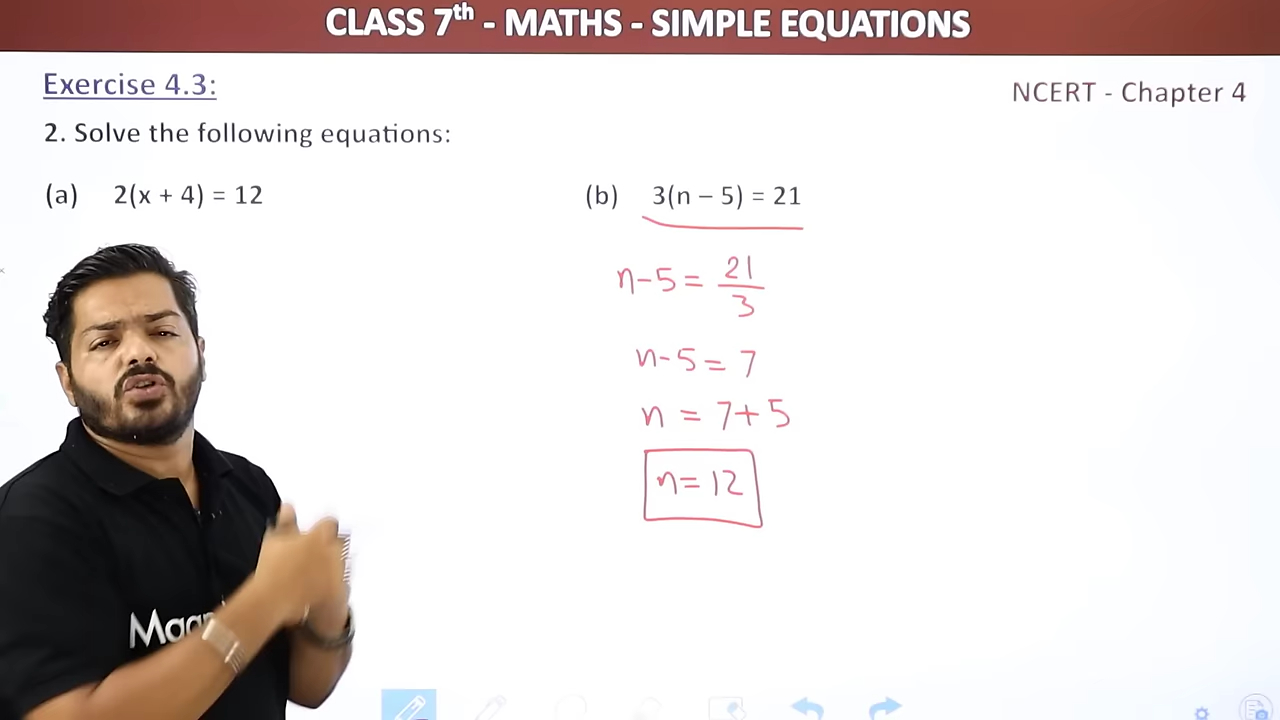 CLASS 7th - MATHS - SIMPLE EQUATIONS
Exercise 4.3:
NCERT - Chapter 4
2. Solve the following equations:
(a) 2(x + 4) = 12
(b) 3(n – 5) = 21
n-5 = 21/3
n-5 = 7
n = 7+5
n = 12